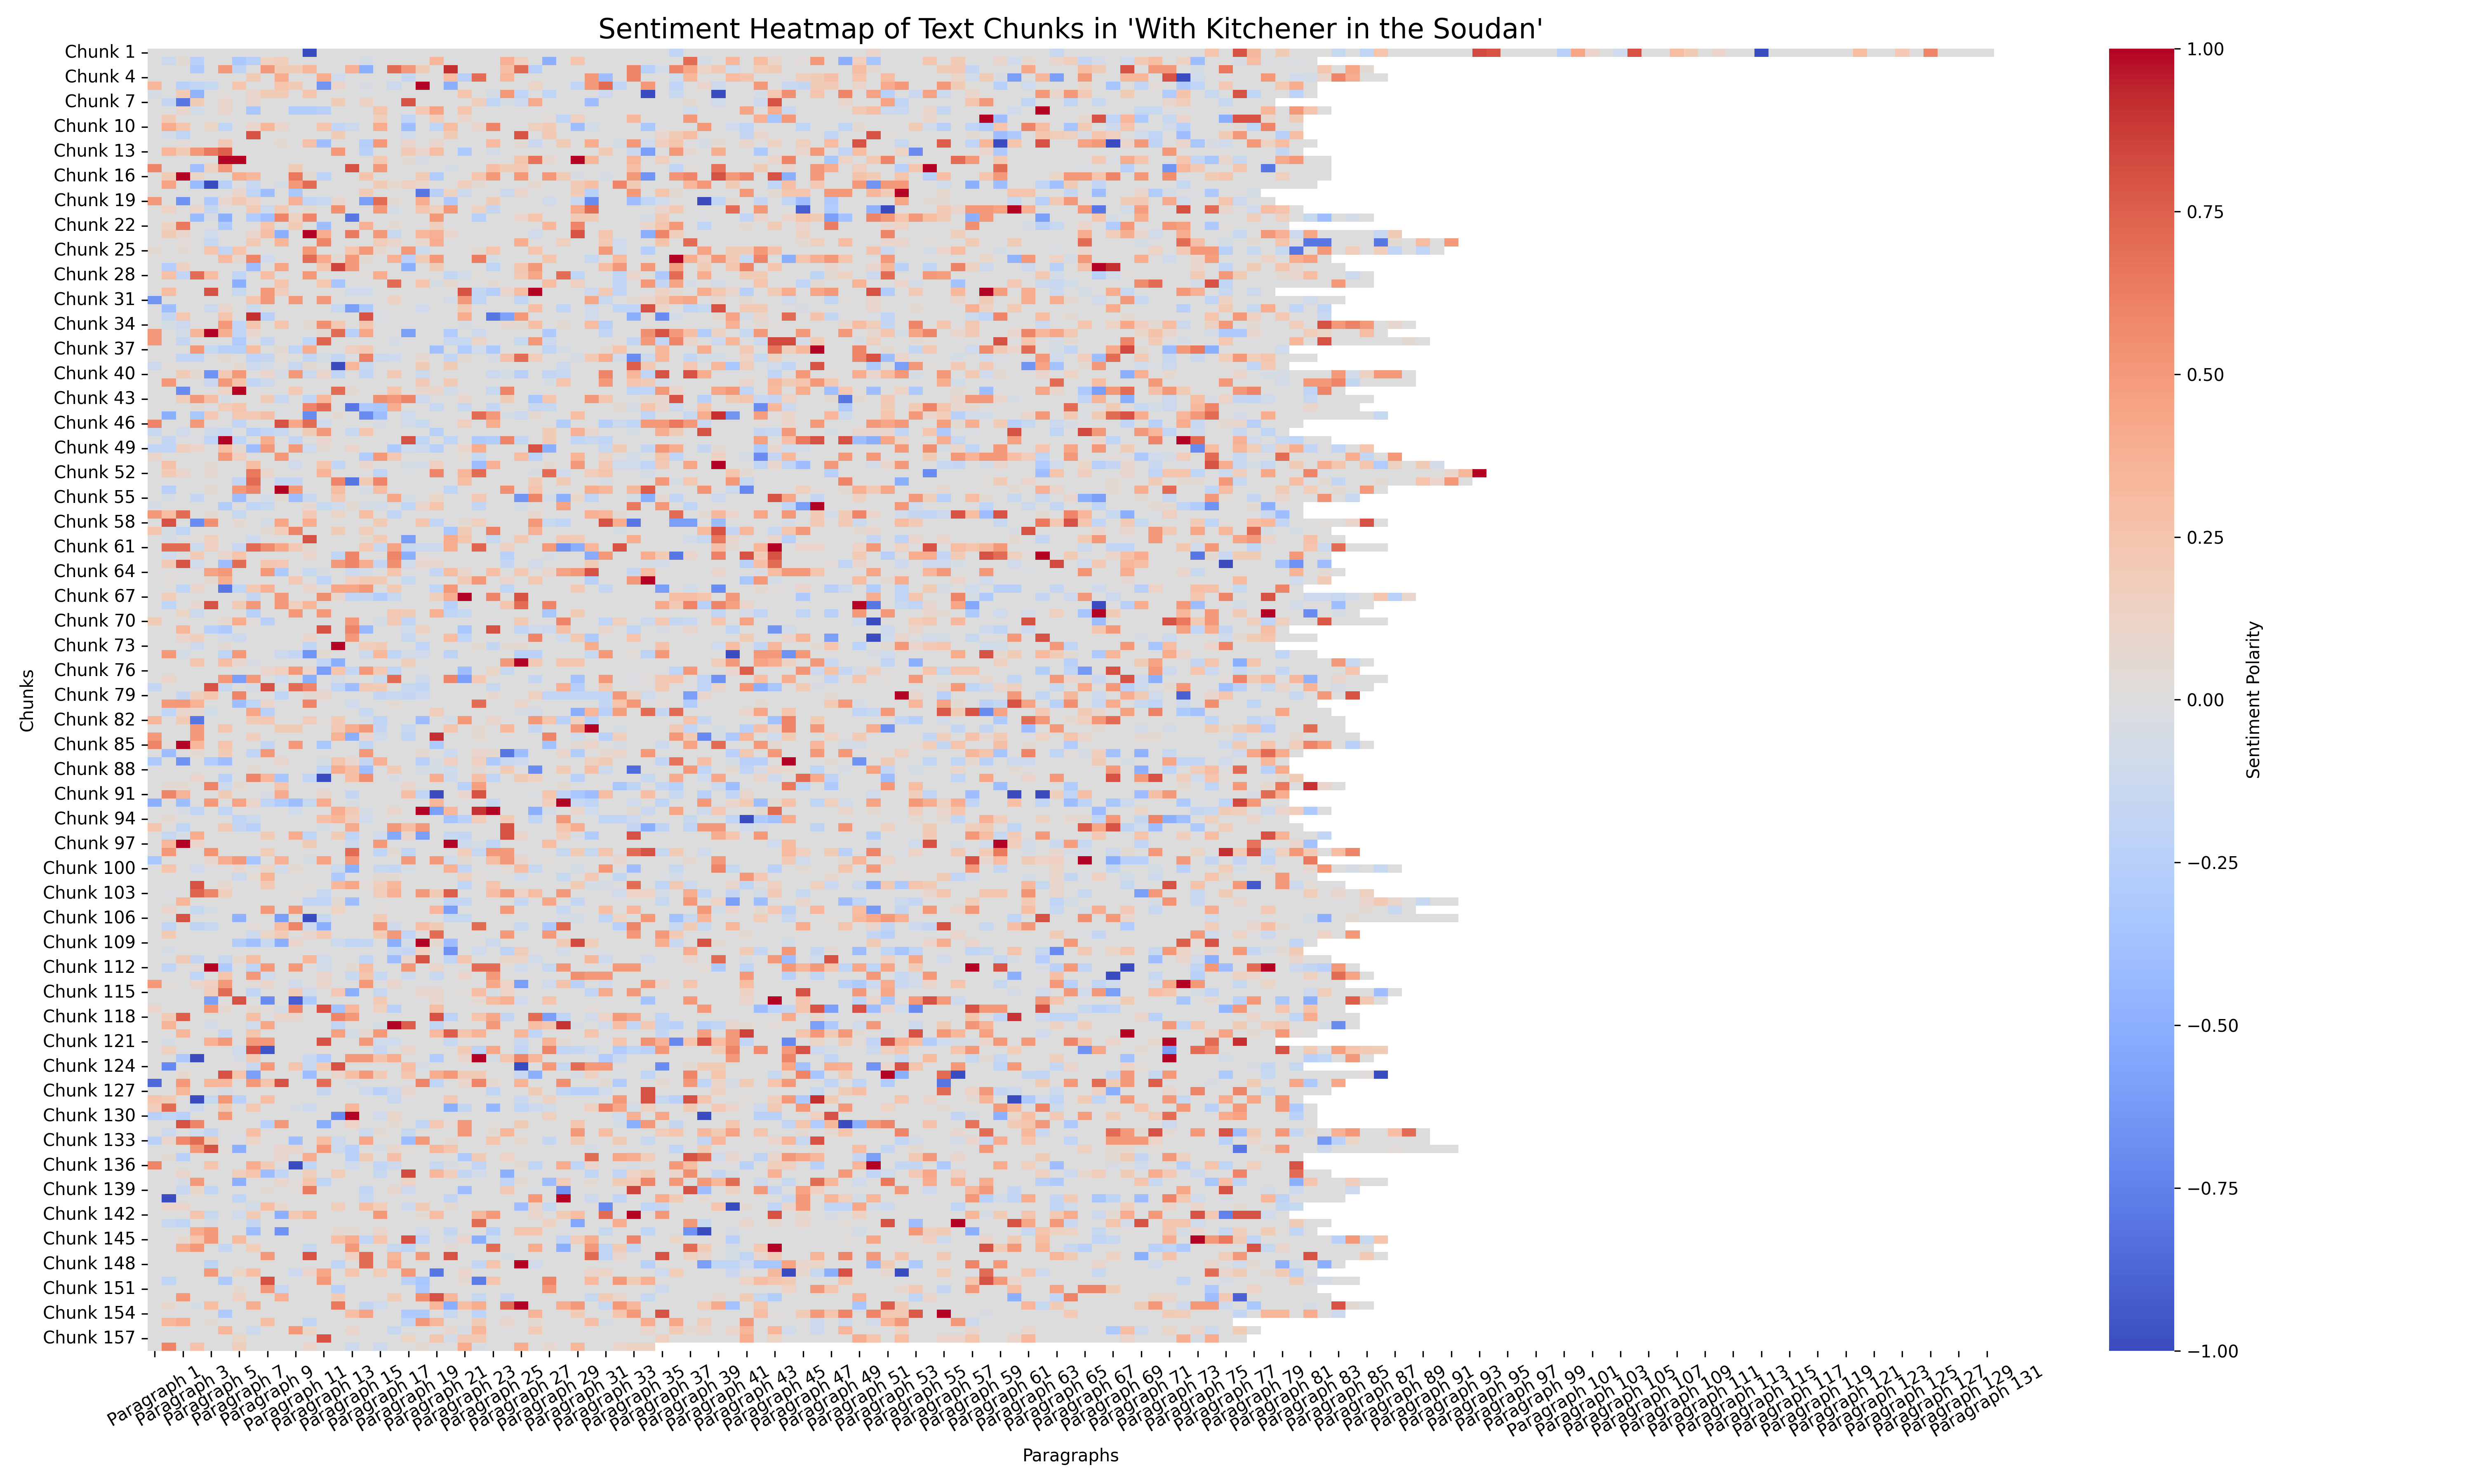 Sentiment Heatmap of Text Chunks in 'With Kitchener in the Soudan'
Chunks
Chunk 1
Chunk 4
Chunk 7
Chunk 10
Chunk 13
Chunk 16
Chunk 19
Chunk 22
Chunk 25
Chunk 28
Chunk 31
Chunk 34
Chunk 37
Chunk 40
Chunk 43
Chunk 46
Chunk 49
Chunk 52
Chunk 55
Chunk 58
Chunk 61
Chunk 64
Chunk 67
Chunk 70
Chunk 73
Chunk 76
Chunk 79
Chunk 82
Chunk 85
Chunk 88
Chunk 91
Chunk 94
Chunk 97
Chunk 100
Chunk 103
Chunk 106
Chunk 109
Chunk 112
Chunk 115
Chunk 118
Chunk 121
Chunk 124
Chunk 127
Chunk 130
Chunk 133
Chunk 136
Chunk 139
Chunk 142
Chunk 145
Chunk 148
Chunk 151
Chunk 154
Chunk 157
Paragraph 1
Paragraph 3
Paragraph 5
Paragraph 7
Paragraph 9
Paragraph 11
Paragraph 13
Paragraph 15
Paragraph 17
Paragraph 19
Paragraph 21
Paragraph 23
Paragraph 25
Paragraph 27
Paragraph 29
Paragraph 31
Paragraph 33
Paragraph 35
Paragraph 37
Paragraph 39
Paragraph 41
Paragraph 43
Paragraph 45
Paragraph 47
Paragraph 49
Paragraph 51
Paragraph 53
Paragraph 55
Paragraph 57
Paragraph 59
Paragraph 61
Paragraph 63
Paragraph 65
Paragraph 67
Paragraph 69
Paragraph 71
Paragraph 73
Paragraph 75
Paragraph 77
Paragraph 79
Paragraph 81
Paragraph 83
Paragraph 85
Paragraph 87
Paragraph 89
Paragraph 91
Paragraph 93
Paragraph 95
Paragraph 97
Paragraph 99
Paragraph 101
Paragraph 103
Paragraph 105
Paragraph 107
Paragraph 109
Paragraph 111
Paragraph 113
Paragraph 115
Paragraph 117
Paragraph 119
Paragraph 121
Paragraph 123
Paragraph 125
Paragraph 127
Paragraph 129
Paragraph 131
Paragraphs
1.00
0.75
0.50
0.25
0.00
−0.25
−0.50
−0.75
−1.00
Sentiment Polarity